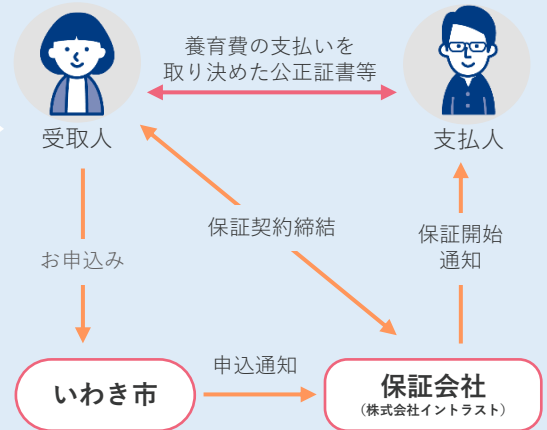 養育費の支払いを
取り決めた公正証書等
受取人
支払人
保証契約締結
保証開始
通知
お申込み
申込通知
いわき市
保証会社
（株式会社イントラスト）